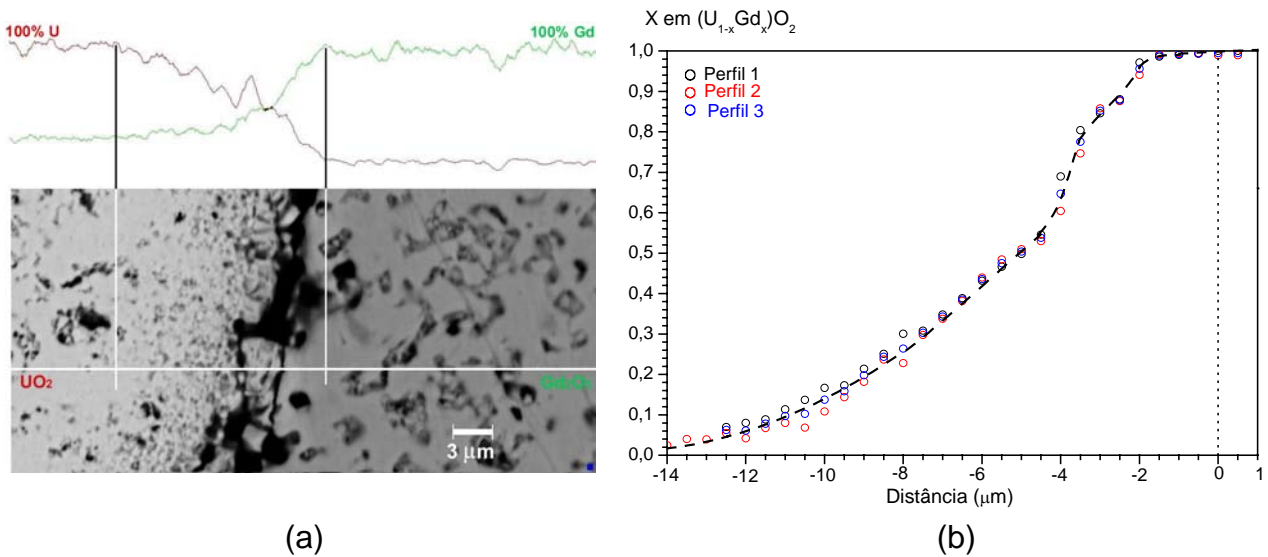 100% U
100% Gd
UO₂
Gd₂O₃
3 μm
(a)
X em (U₁₋ₓGdₓ)O₂
1,0
0,9
0,8
0,7
0,6
0,5
0,4
0,3
0,2
0,1
0,0
Perfil 1
Perfil 2
Perfil 3
-14 -12 -10 -8 -6 -4 -2 0 1
Distância (μm)
(b)